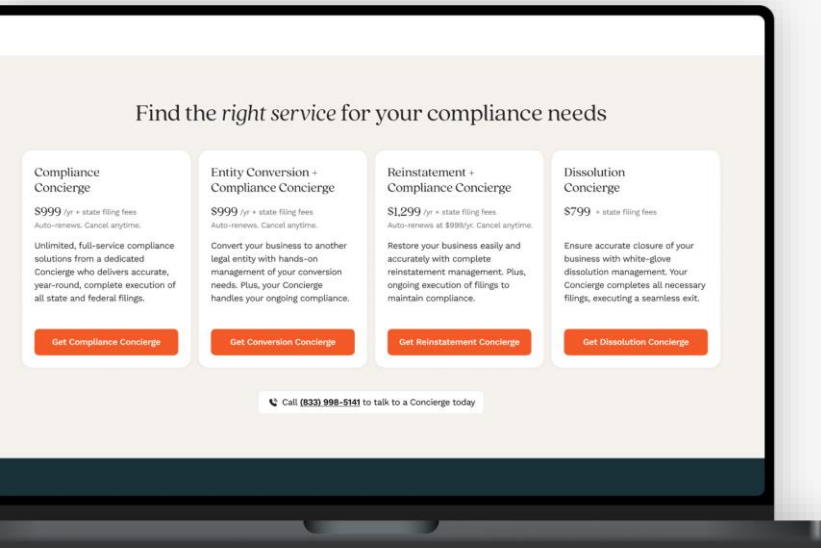 Find the right service for your compliance needs
Compliance
Concierge
$999 /yr + state filing fees
Auto-renews. Cancel anytime.
Unlimited, full-service compliance
solutions from a dedicated
Concierge who delivers accurate,
year-round, complete execution of
all state and federal filings.
Get Compliance Concierge
Entity Conversion +
Compliance Concierge
$999 /yr + state filing fees
Auto-renews. Cancel anytime.
Convert your business to another
legal entity with hands-on
management of your conversion
needs. Plus, your Concierge
handles your ongoing compliance.
Get Conversion Concierge
Reinstatement +
Compliance Concierge
$1,299 /yr + state filing fees
Auto-renews at $999/yr. Cancel anytime.
Restore your business easily and
accurately with complete
reinstatement management. Plus,
ongoing execution of filings to
maintain compliance.
Get Reinstatement Concierge
Dissolution
Concierge
$799 + state filing fees
Ensure accurate closure of your
business with white-glove
dissolution management. Your
Concierge completes all necessary
filings, executing a seamless exit.
Get Dissolution Concierge
Call (833) 998-5141 to talk to a Concierge today